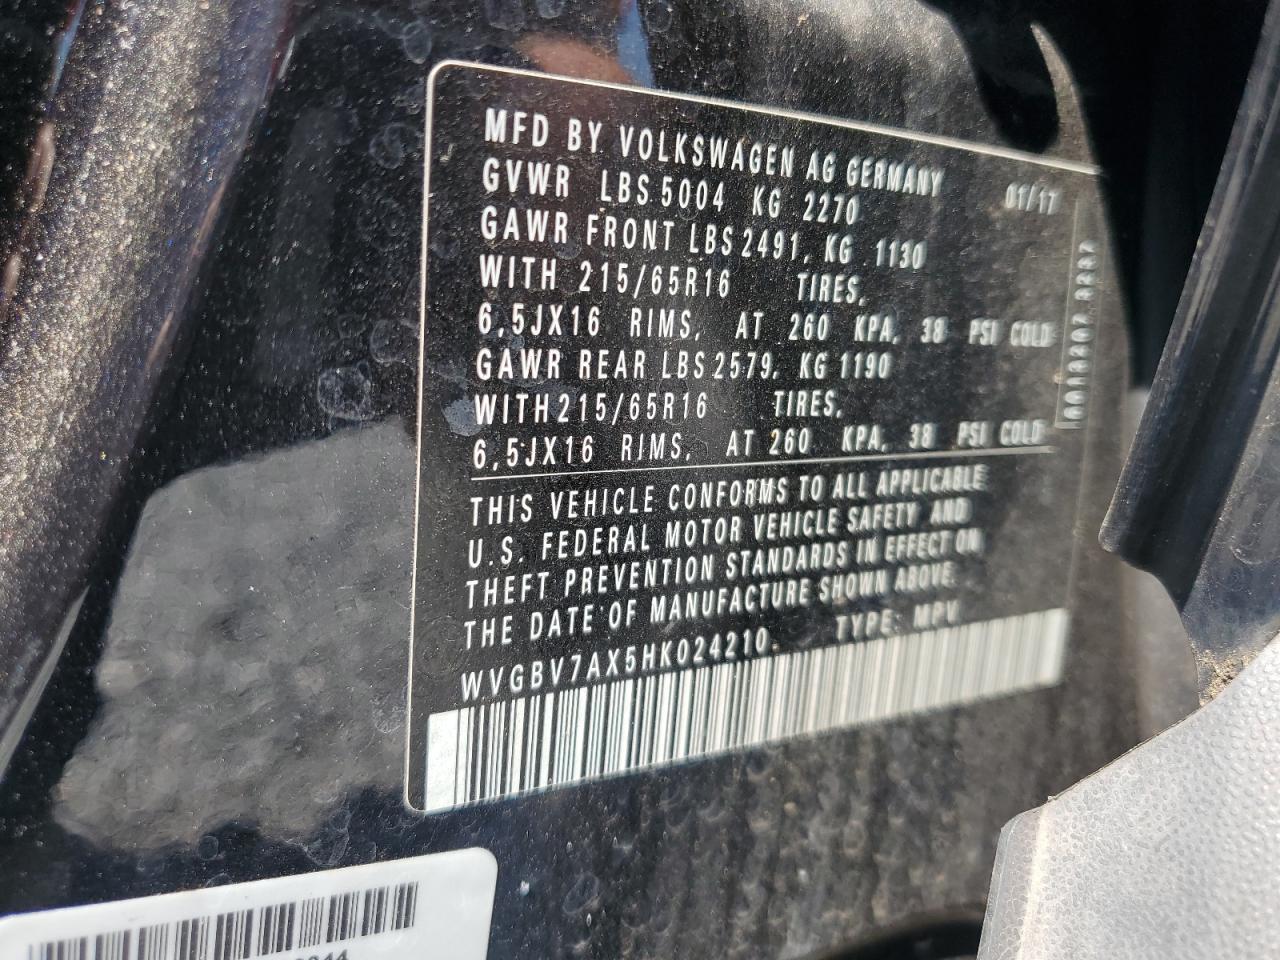 MFD BY VOLKSWAGEN AG GERMANY 01/17
GVWR LBS 5004 KG 2270
GAWR FRONT LBS 2491, KG 1130
WITH 215/65R16 TIRES,
6,5JX16 RIMS, AT 260 KPA, 38 PSI COLD
GAWR REAR LBS 2579, KG 1190
WITH 215/65R16 TIRES,
6,5JX16 RIMS, AT 260 KPA, 38 PSI COLD
THIS VEHICLE CONFORMS TO ALL APPLICABLE
U.S. FEDERAL MOTOR VEHICLE SAFETY AND
THEFT PREVENTION STANDARDS IN EFFECT ON
THE DATE OF MANUFACTURE SHOWN ABOVE.
WVGBV7AX5HK024210 TYPE: MPV